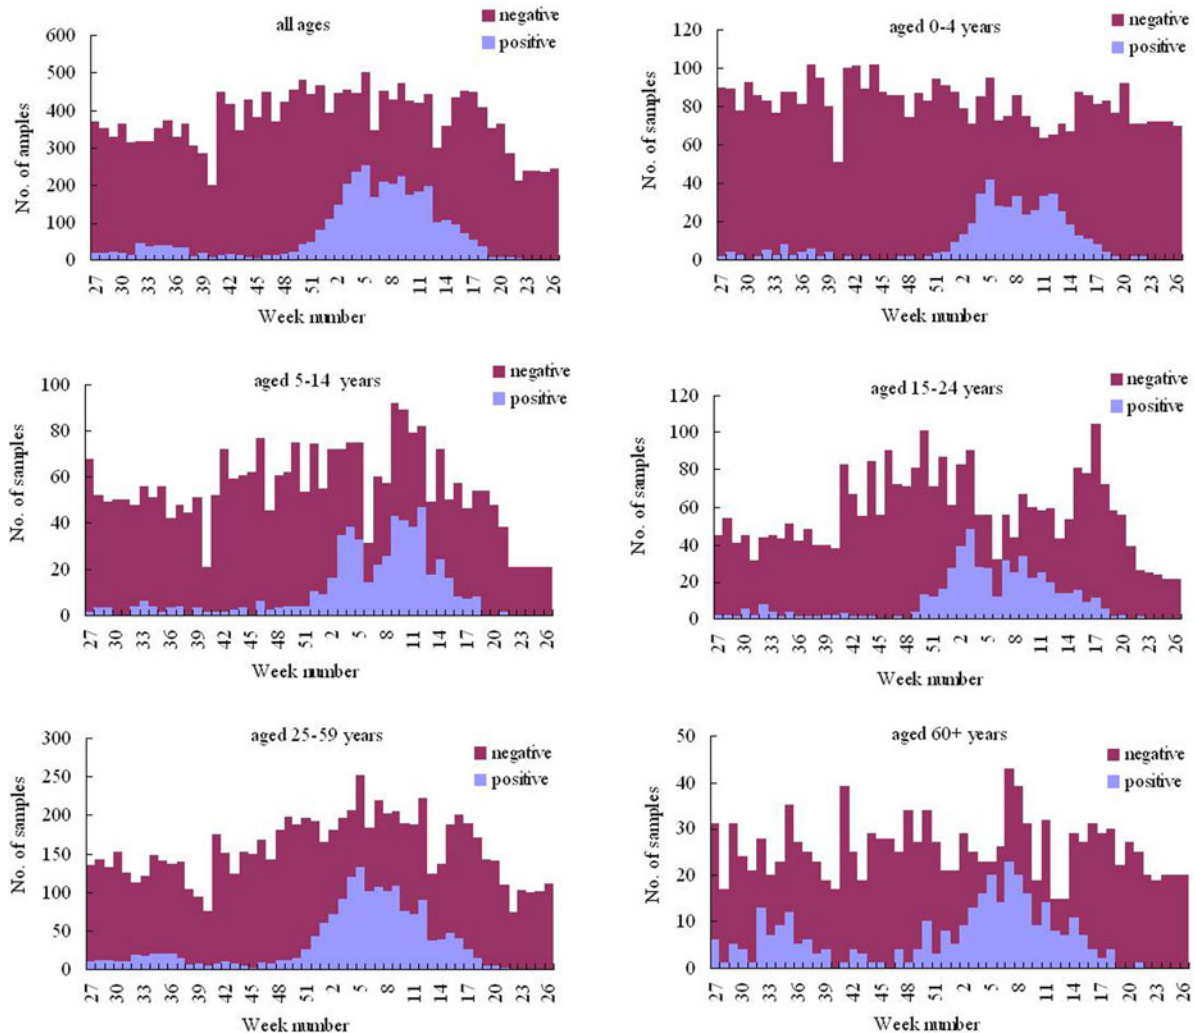 all ages
negative
positive
600
500
400
300
200
100
0
No. of amples
27 30 33 36 39 42 45 48 51 2 5 8 11 14 17 20 23 26
Week number
aged 0-4 years
negative
positive
120
100
80
60
40
20
0
No. of samples
27 30 33 36 39 42 45 48 51 2 5 8 11 14 17 20 23 26
Week number
aged 5-14 years
negative
positive
100
80
60
40
20
0
No. of samples
27 30 33 36 39 42 45 48 51 2 5 8 11 14 17 20 23 26
Week number
aged 15-24 years
negative
positive
120
100
80
60
40
20
0
No. of samples
27 30 33 36 39 42 45 48 51 2 5 8 11 14 17 20 23 26
Week number
aged 25-59 years
negative
positive
300
250
200
150
100
50
0
No. of samples
27 30 33 36 39 42 45 48 51 2 5 8 11 14 17 20 23 26
Week number
aged 60+ years
negative
positive
50
40
30
20
10
0
No. of samples
27 30 33 36 39 42 45 48 51 2 5 8 11 14 17 20 23 26
Week number